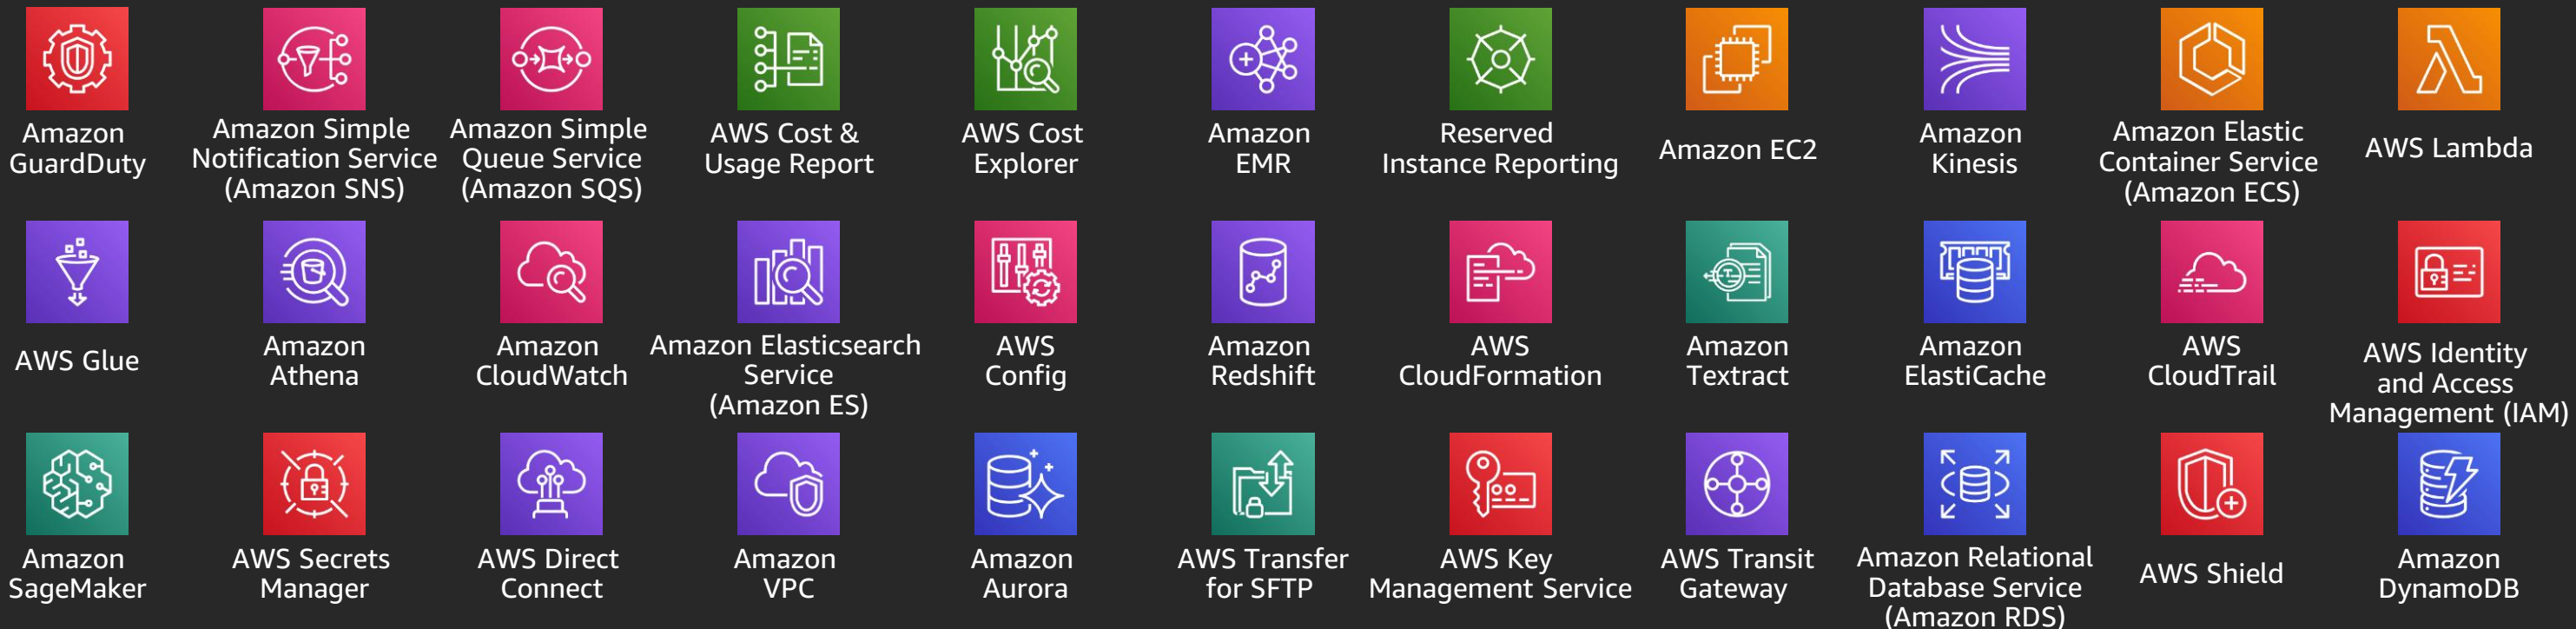 Amazon
GuardDuty
Amazon Simple
Notification Service
(Amazon SNS)
Amazon Simple
Queue Service
(Amazon SQS)
AWS Cost &
Usage Report
AWS Cost
Explorer
Amazon
EMR
Reserved
Instance Reporting
Amazon EC2
Amazon
Kinesis
Amazon Elastic
Container Service
(Amazon ECS)
AWS Lambda
AWS Glue
Amazon
Athena
Amazon
CloudWatch
Amazon Elasticsearch
Service
(Amazon ES)
AWS
Config
Amazon
Redshift
AWS
CloudFormation
Amazon
Textract
Amazon
ElastiCache
AWS
CloudTrail
AWS Identity
and Access
Management (IAM)
Amazon
SageMaker
AWS Secrets
Manager
AWS Direct
Connect
Amazon
VPC
Amazon
Aurora
AWS Transfer
for SFTP
AWS Key
Management Service
AWS Transit
Gateway
Amazon Relational
Database Service
(Amazon RDS)
AWS Shield
Amazon
DynamoDB